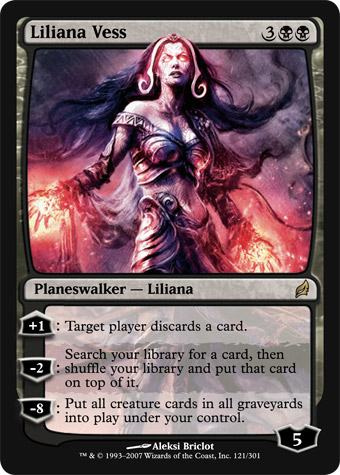 Liliana Vess 3
Planeswalker — Liliana
+1 : Target player discards a card.
Search your library for a card, then
-2 : shuffle your library and put that card
on top of it.
-8 : Put all creature cards in all graveyards
into play under your control.
Aleksi Briclot
™ & © 1993–2007 Wizards of the Coast, Inc. 121/301
5